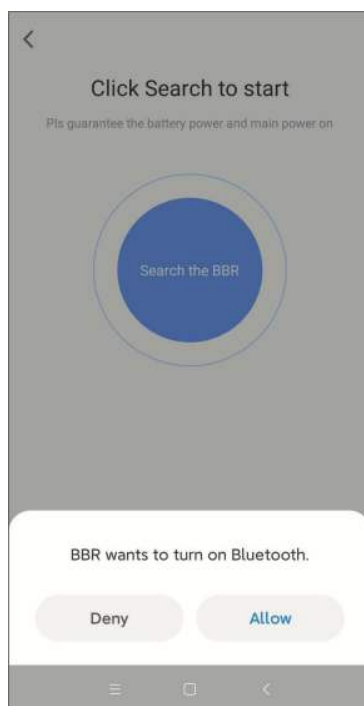 Click Search to start
Pls guarantee the battery power and main power on
Search the BBR
BBR wants to turn on Bluetooth.
Deny
Allow